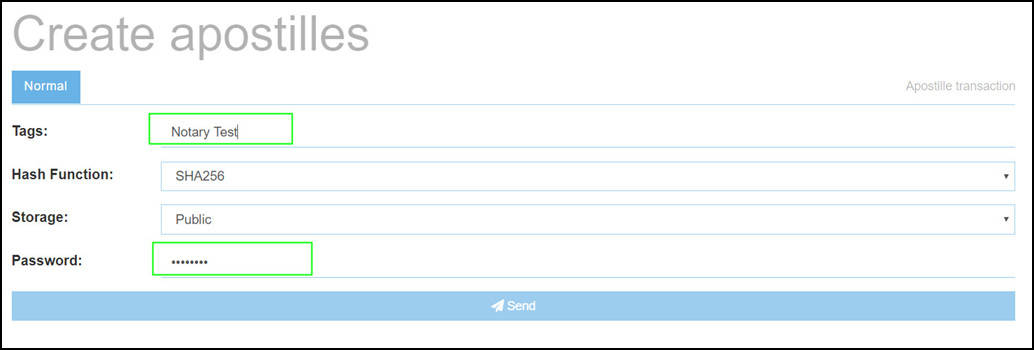 Create apostilles
Normal
Apostille transaction
Tags: Notary Test
Hash Function: SHA256
Storage: Public
Password: ••••••••
Send